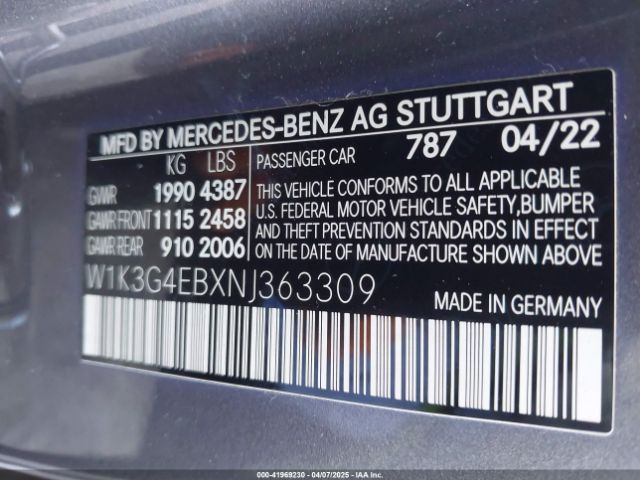 MFD BY MERCEDES-BENZ AG STUTTGART
KG LBS PASSENGER CAR 787 04/22
GVWR 1990 4387
GAWR FRONT 1115 2458
GAWR REAR 910 2006
THIS VEHICLE CONFORMS TO ALL APPLICABLE
U.S. FEDERAL MOTOR VEHICLE SAFETY,BUMPER
AND THEFT PREVENTION STANDARDS IN EFFECT
ON THE DATE OF MANUFACTURE SHOWN ABOVE
W1K3G4EBXNJ363309
MADE IN GERMANY
000-41969230 - 04/07/2025 - IAA Inc.